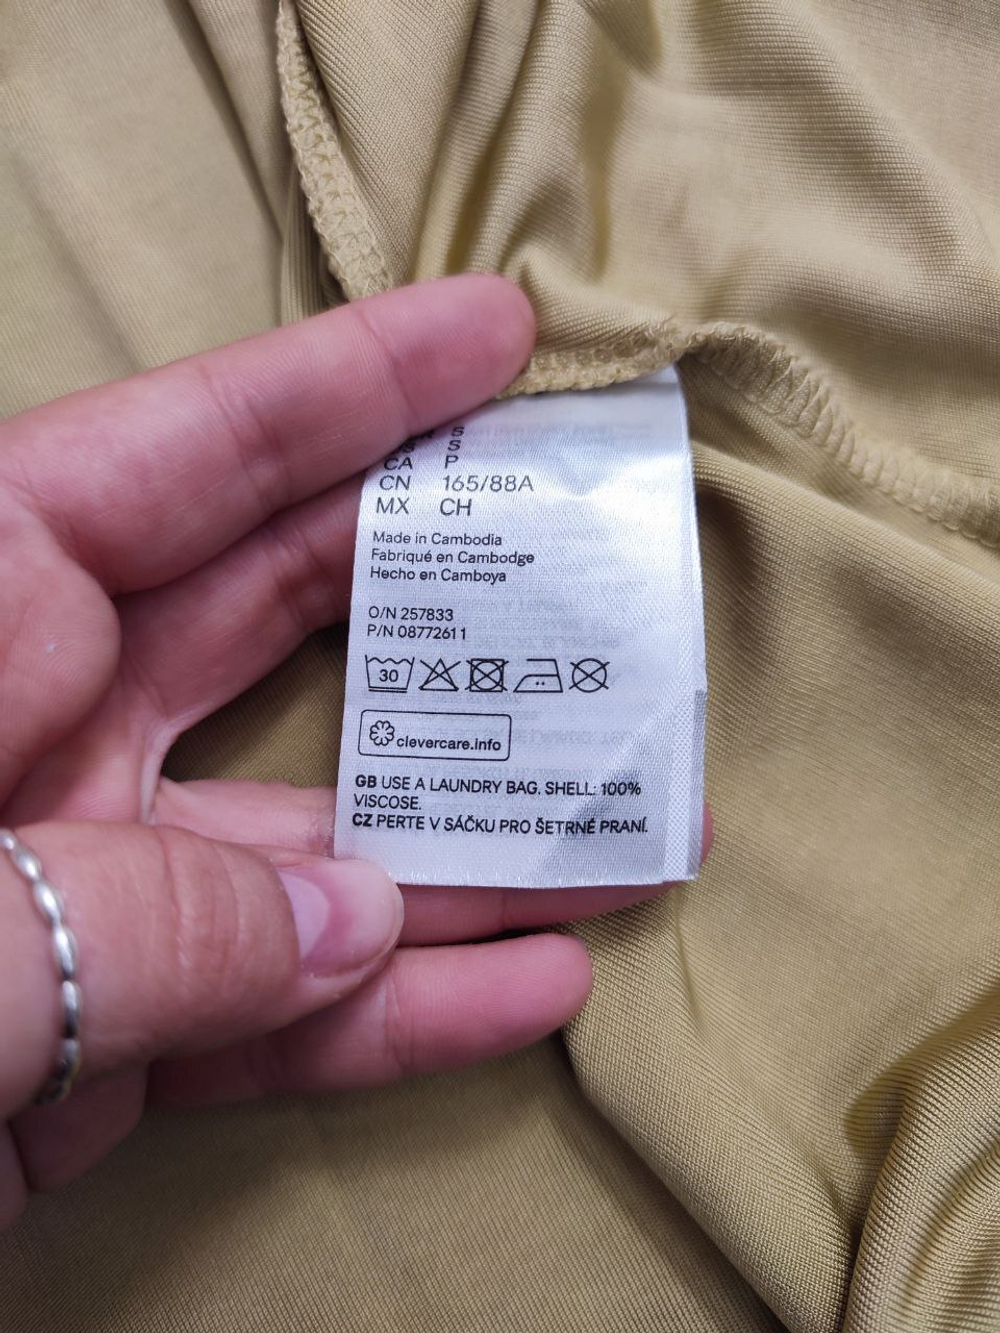 S
S
CA P
CN 165/88A
MX CH
Made in Cambodia
Fabriqué en Cambodge
Hecho en Camboya
O/N 257833
P/N 08772611
30
clevercare.info
GB USE A LAUNDRY BAG. SHELL: 100%
VISCOSE.
CZ PERTE V SÁČKU PRO ŠETRNÉ PRANÍ.